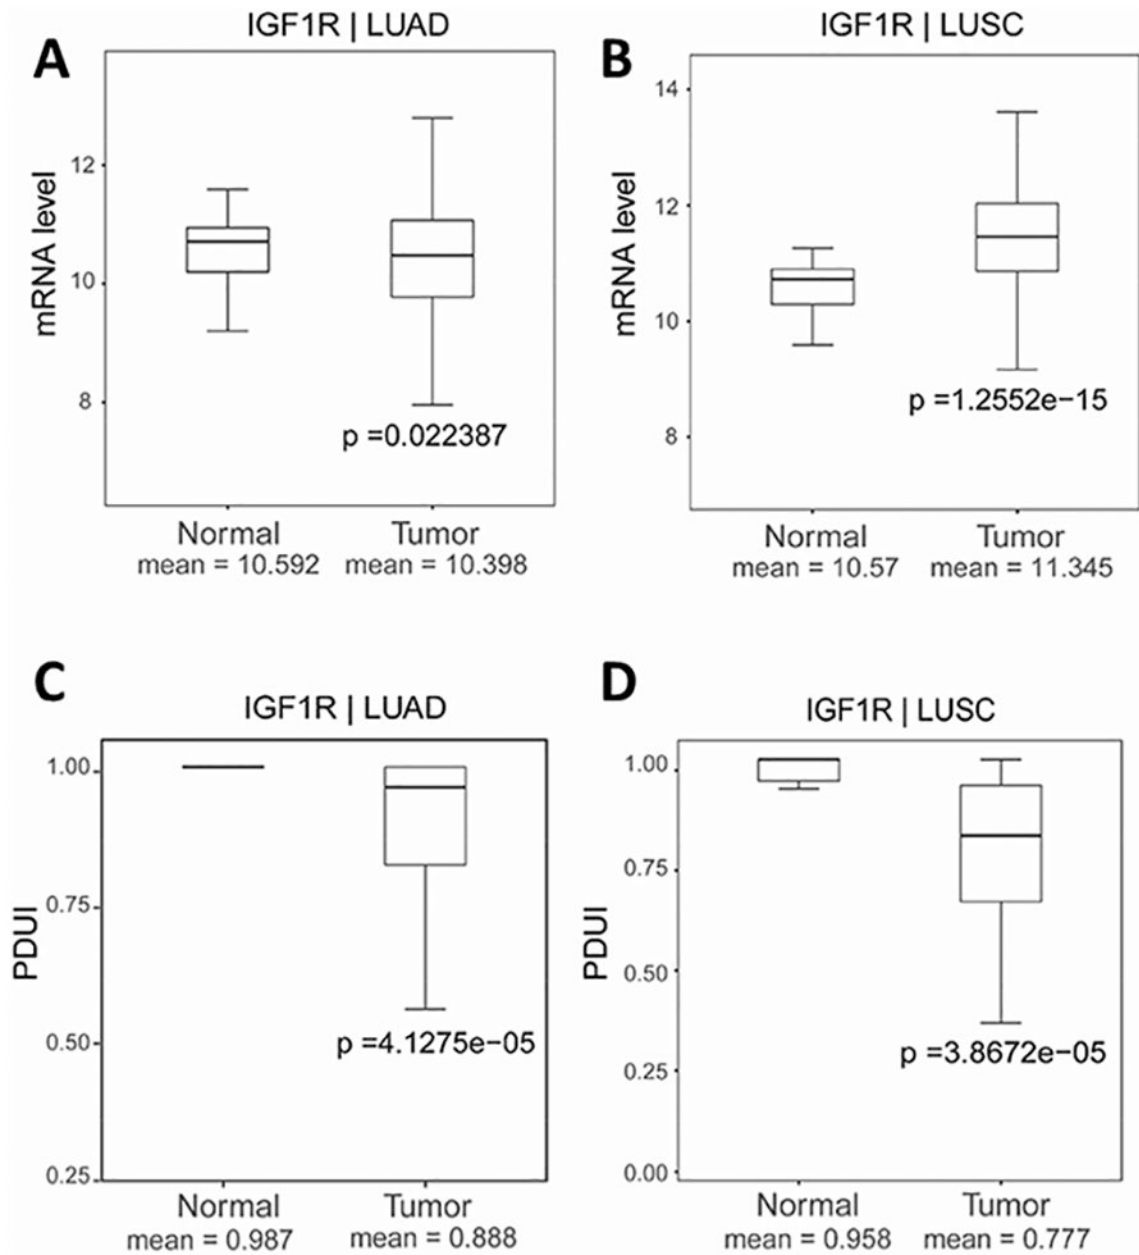 A
IGF1R | LUAD
mRNA level
12
10
8
p =0.022387
Normal
Tumor
mean = 10.592
mean = 10.398
B
IGF1R | LUSC
mRNA level
14
12
10
8
p =1.2552e−15
Normal
Tumor
mean = 10.57
mean = 11.345
C
IGF1R | LUAD
PDUI
1.00
0.75
0.50
0.25
p =4.1275e−05
Normal
Tumor
mean = 0.987
mean = 0.888
D
IGF1R | LUSC
PDUI
1.00
0.75
0.50
0.25
0.00
p =3.8672e−05
Normal
Tumor
mean = 0.958
mean = 0.777